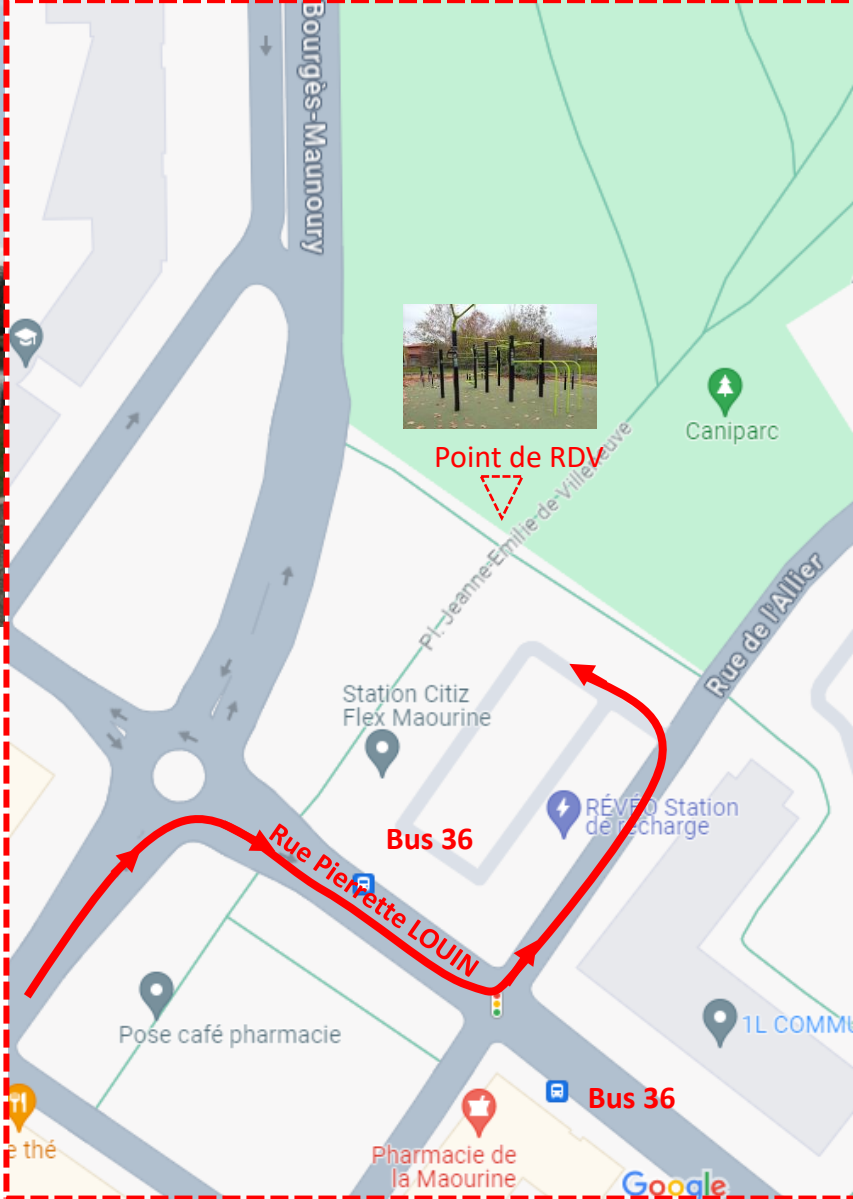 Bourgès-Maunoury
Caniparc
Point de RDV
Pl. Jeanne-Emilie de Villeneuve
Rue de l'Allier
Station Citiz
Flex Maourine
RÉVÉO Station
de recharge
Bus 36
Rue Pierrette LOUIN
Pose café pharmacie
1L COMMU
Bus 36
e thé
Pharmacie de
la Maourine
Google